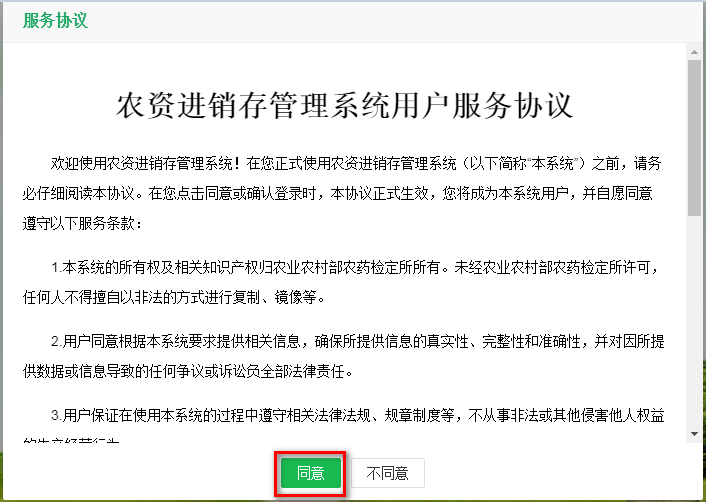 服务协议
农资进销存管理系统用户服务协议
欢迎使用农资进销存管理系统！在您正式使用农资进销存管理系统（以下简称“本系统”）之前，请务
必仔细阅读本协议。在您点击同意或确认登录时，本协议正式生效，您将成为本系统用户，并自愿同意
遵守以下服务条款：
1.本系统的所有权及相关知识产权归农业农村部农药检定所所有。未经农业农村部农药检定所许可，
任何人不得擅自以非法的方式进行复制、镜像等。
2.用户同意根据本系统要求提供相关信息，确保所提供信息的真实性、完整性和准确性，并对因所提
供数据或信息导致的任何争议或诉讼负全部法律责任。
3.用户保证在使用本系统的过程中遵守相关法律法规、规章制度等，不从事非法或其他侵害他人权益
的生产经营行为
同意
不同意